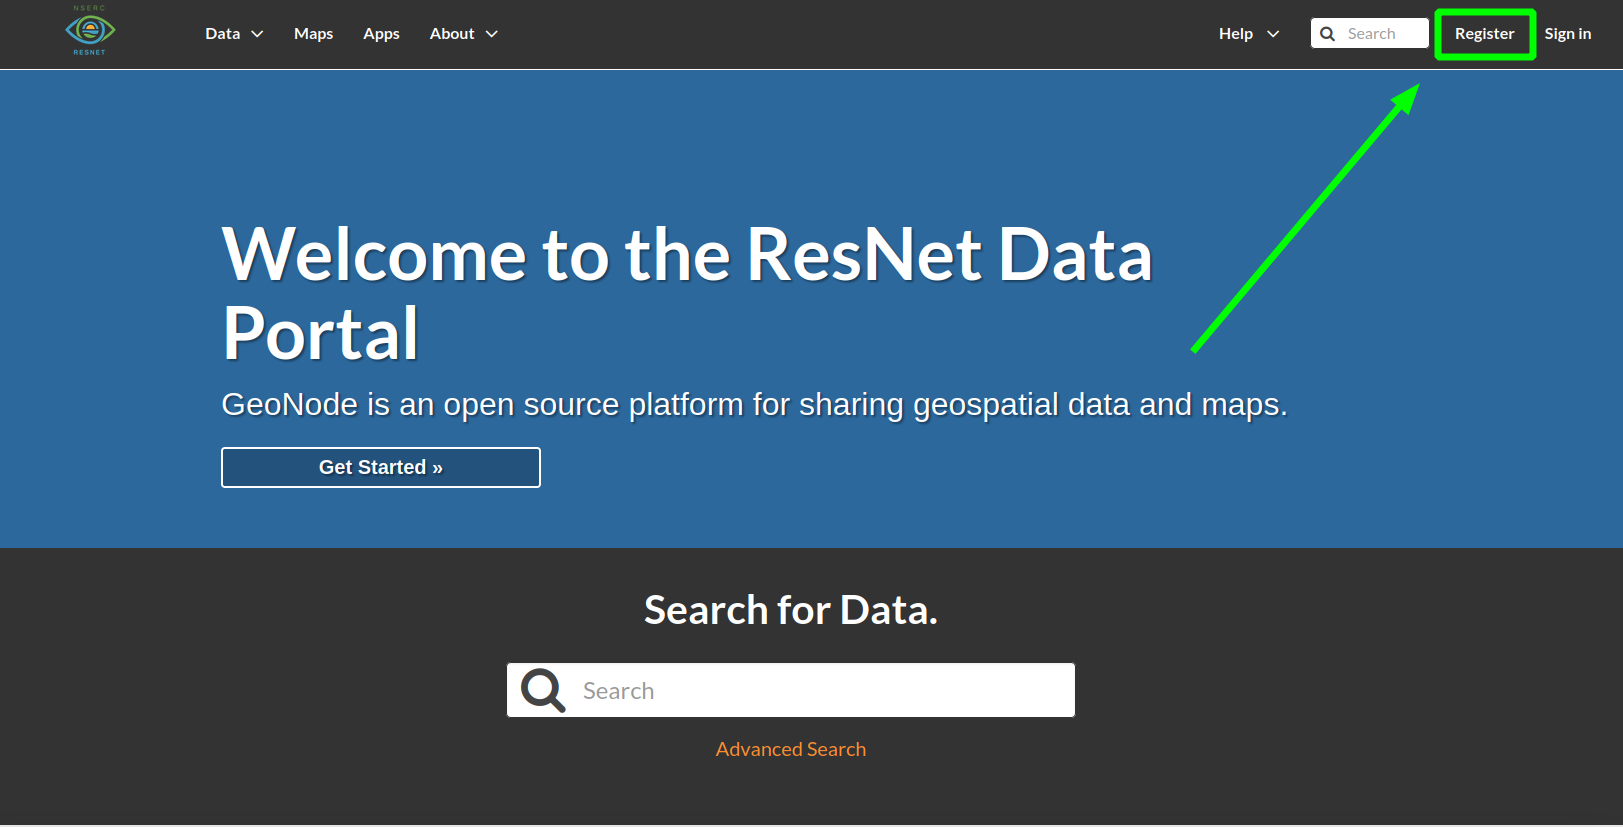 NSERC
RESNET
Data
Maps
Apps
About
Help
Search
Register
Sign in
Welcome to the ResNet Data
Portal
GeoNode is an open source platform for sharing geospatial data and maps.
Get Started »
Search for Data.
Search
Advanced Search